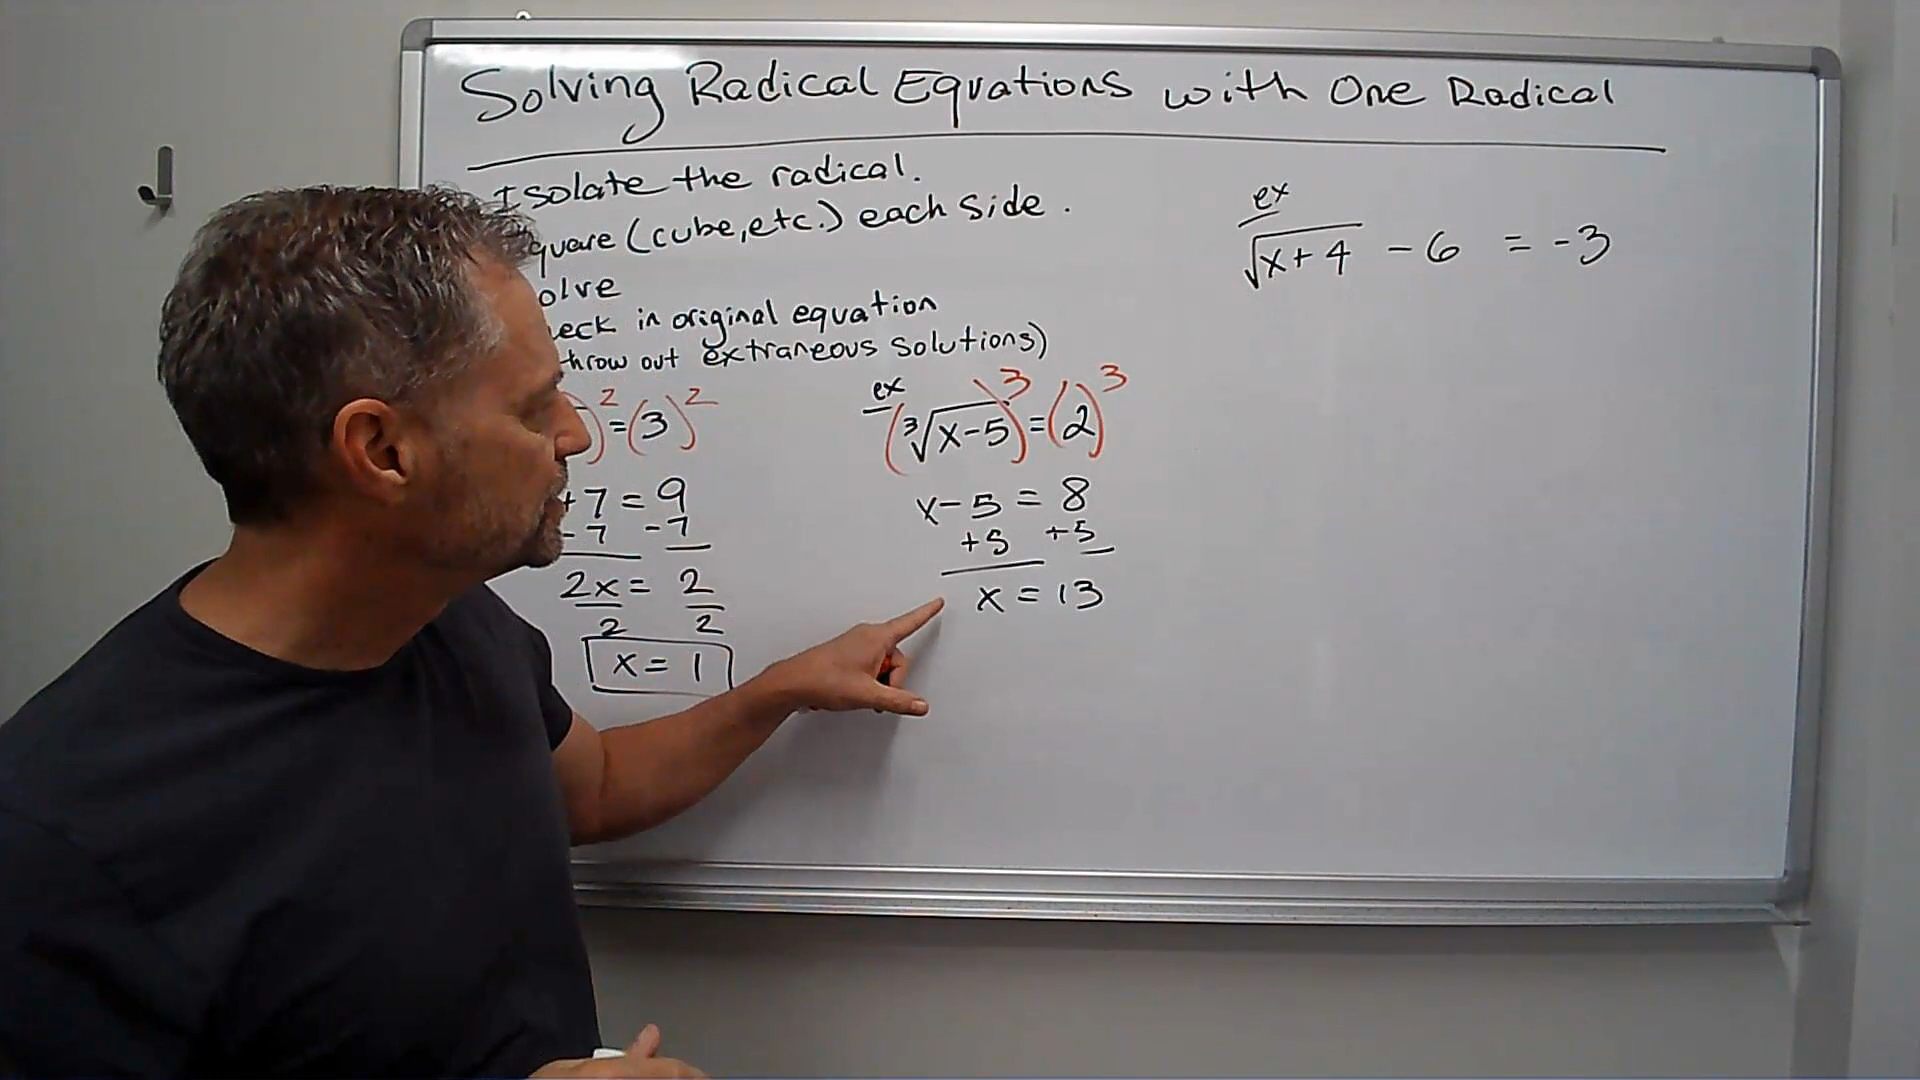 Solving Radical Equations with One Radical
Isolate the radical.
quare (cube, etc.) each side.
olve
eck in original equation
throw out extraneous solutions)
)² = (3)²
+7 = 9
-7 -7
2x = 2
2 2
x = 1
ex
(∛x-5)³ = (2)³
x-5 = 8
+5 +5
x = 13
ex
√x+4 - 6 = -3